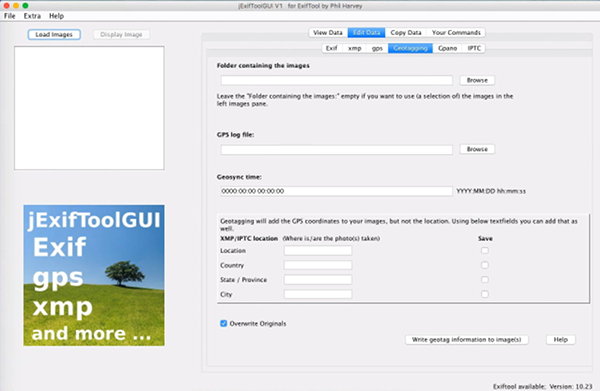 jExifToolGUI V1 for ExifTool by Phil Harvey
File Extra Help
Load Images Display Image
View Data Edit Data Copy Data Your Commands
Exif xmp gps Geotagging Gpano IPTC
Folder containing the images
Browse
Leave the "Folder containing the images:" empty if you want to use (a selection of) the images in the
left images pane.
GPS log file:
Browse
Geosync time:
0000:00:00 00:00:00 YYYY:MM:DD hh:mm:ss
Geotagging will add the GPS coordinates to your images, but not the location. Using below textfields you can add that as
well.
XMP/IPTC location (Where is/are the photo(s) taken) Save
Location
Country
State / Province
City
Overwrite Originals
Write geotag information to image(s) Help
jExifToolGUI
Exif
gps
xmp
and more ...
Exiftool available; Version: 10.23